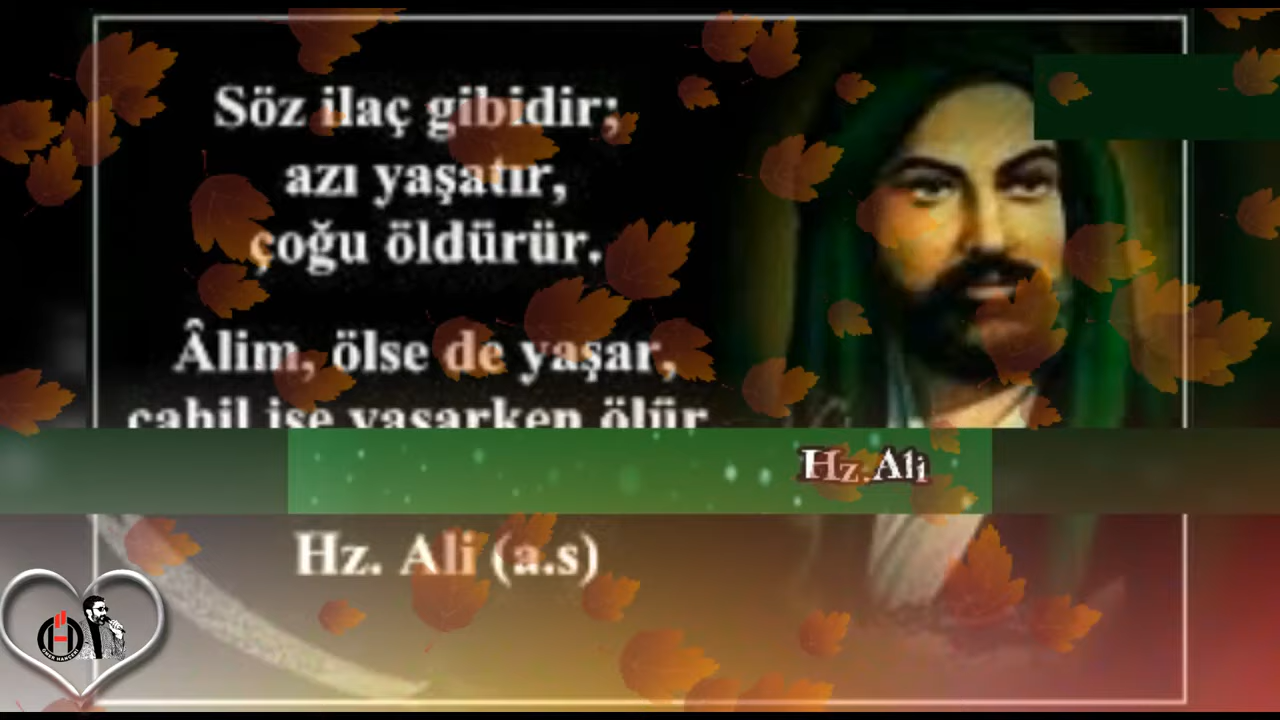 Söz ilaç gibidir;
azı yaşatır,
çoğu öldürür.
Âlim, ölse de yaşar,
cahil ise yaşarken ölür
Hz.Ali
Hz. Ali (a.s)